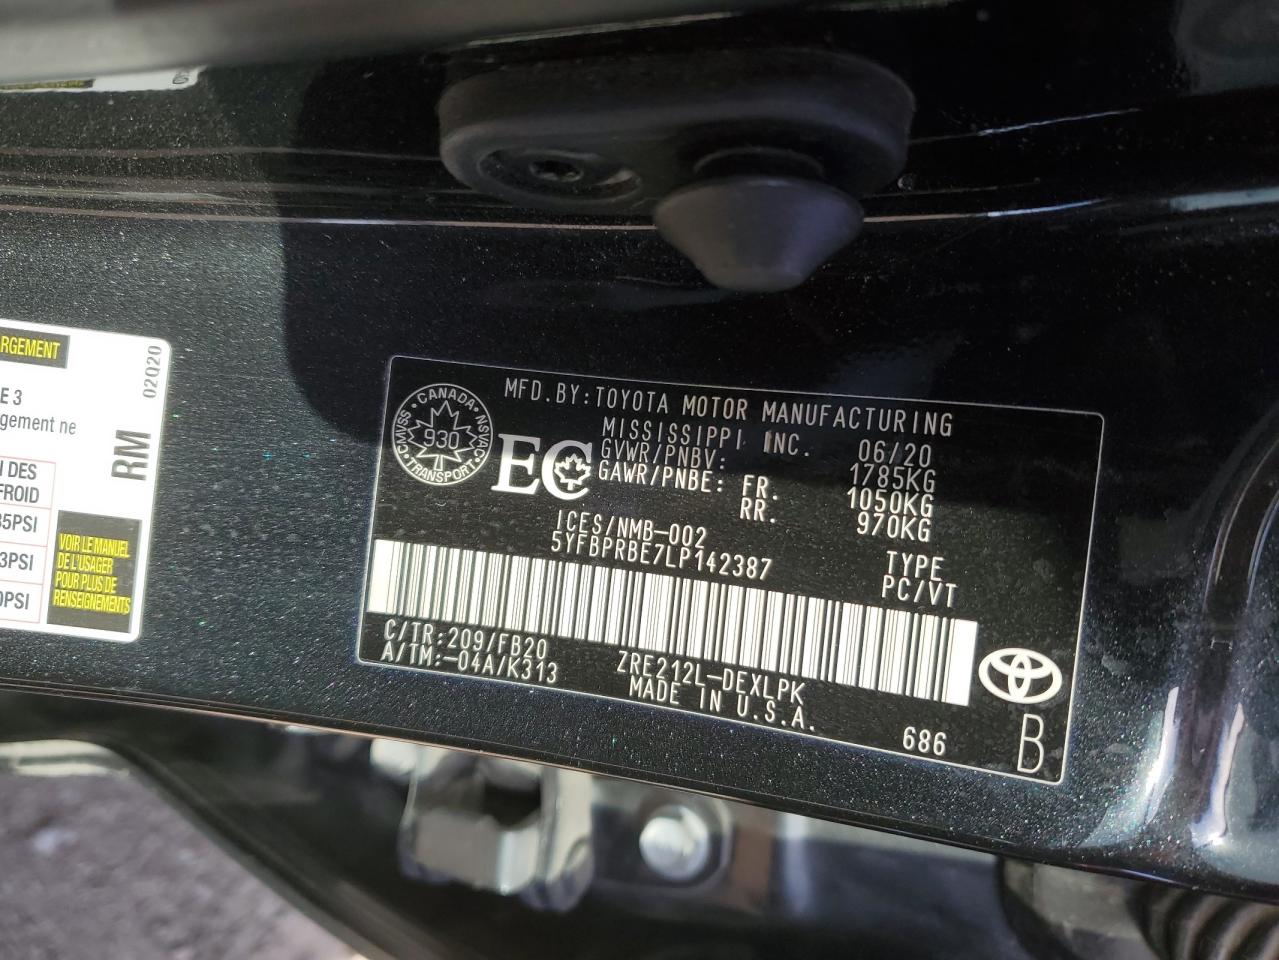 RGEMENT
02020
E 3
gement ne
RM
I DES
FROID
35PSI
3PSI
0PSI
VOIR LE MANUEL
DE L'USAGER
POUR PLUS DE
RENSEIGNEMENTS
CANADA
CMVSS
930
NSVAC
TRANSPORT
EC
MFD.BY:TOYOTA MOTOR MANUFACTURING
MISSISSIPPI INC. 06/20
GVWR/PNBV: 1785KG
GAWR/PNBE: FR. 1050KG
RR. 970KG
ICES/NMB-002
5YFBPRBE7LP142387
TYPE
PC/VT
C/TR:209/FB20
A/TM:-04A/K313
ZRE212L-DEXLPK
MADE IN U.S.A.
686
B